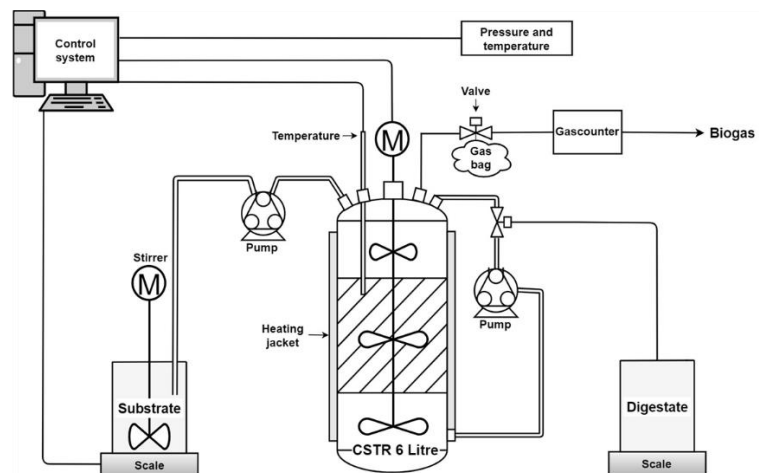 Control
system
Pressure and
temperature
Valve
Temperature
M
Gas
bag
Gascounter
Biogas
Pump
Stirrer
M
Pump
Heating
jacket
Substrate
CSTR 6 Litre
Digestate
Scale
Scale